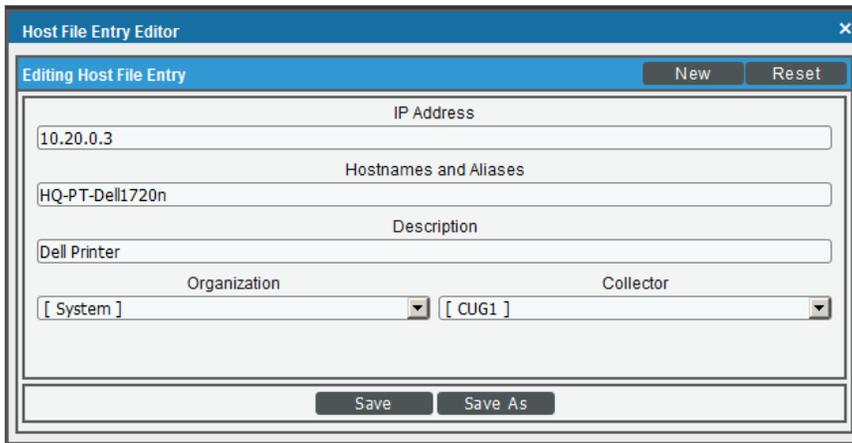 Host File Entry Editor
Editing Host File Entry New Reset
IP Address
10.20.0.3
Hostnames and Aliases
HQ-PT-Dell1720n
Description
Dell Printer
Organization Collector
[ System ] [ CUG1 ]
Save Save As